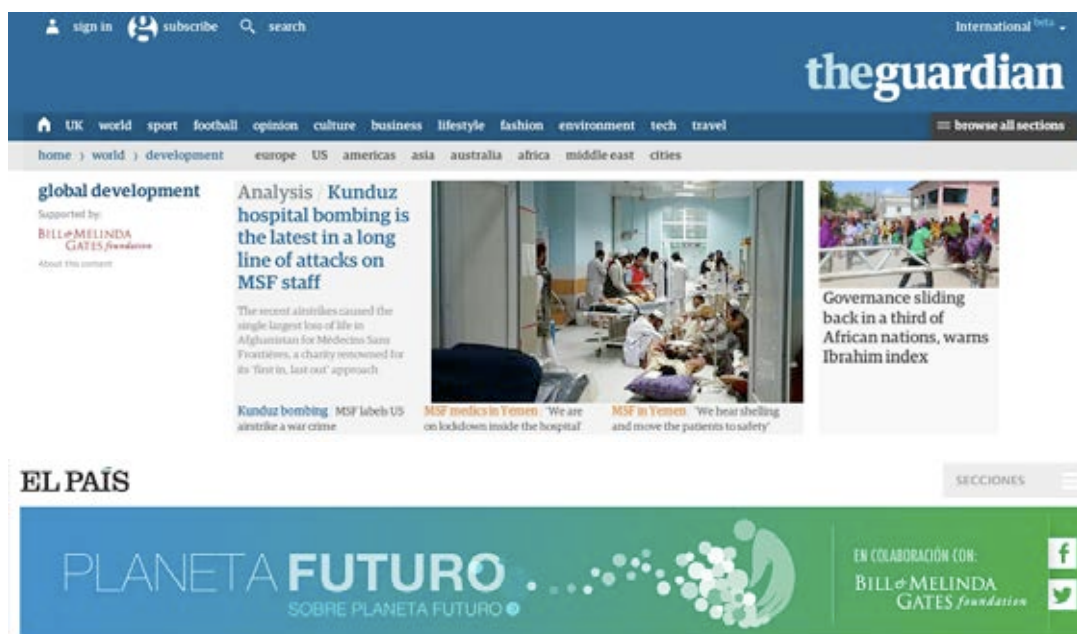 sign in subscribe search International beta
theguardian
UK world sport football opinion culture business lifestyle fashion environment tech travel browse all sections
home › world › development europe US americas asia australia africa middle east cities
global development
Supported by:
BILL & MELINDA
GATES foundation
About this content
Analysis / Kunduz
hospital bombing is
the latest in a long
line of attacks on
MSF staff
The recent airstrikes caused the
single largest loss of life in
Afghanistan for Médecins Sans
Frontières, a charity renowned for
its 'first in, last out' approach
Kunduz bombing MSF labels US
airstrike a war crime
MSF medics in Yemen 'We are
on lockdown inside the hospital'
MSF in Yemen 'We hear shelling
and move the patients to safety'
Governance sliding
back in a third of
African nations, warns
Ibrahim index
EL PAÍS
SECCIONES
PLANETA FUTURO
SOBRE PLANETA FUTURO
EN COLABORACIÓN CON:
BILL & MELINDA
GATES foundation